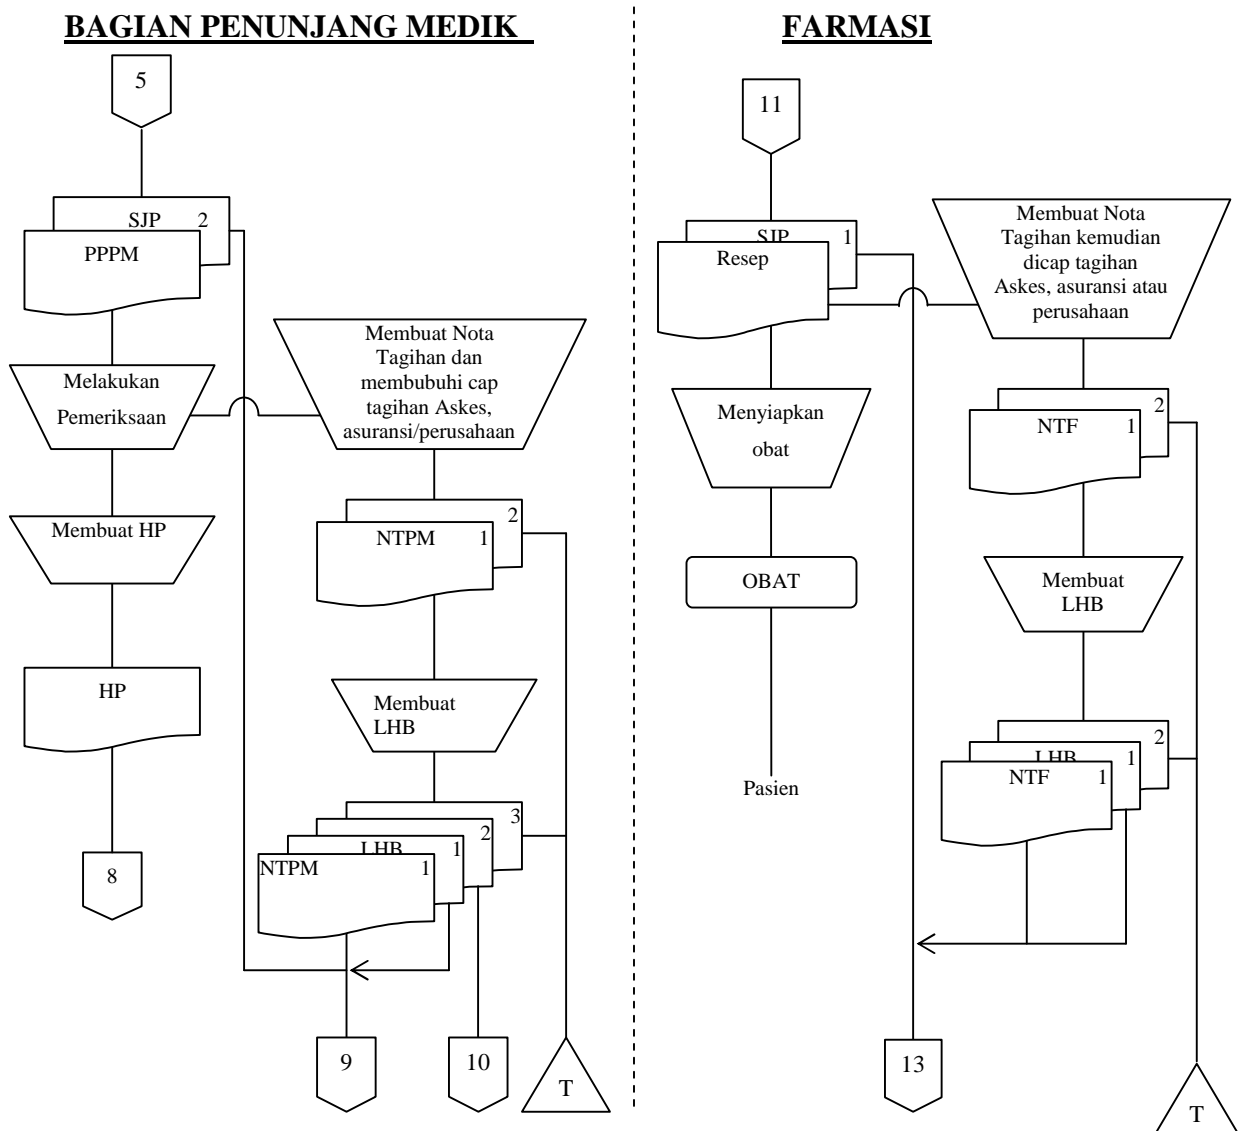 BAGIAN PENUNJANG MEDIK
5
SJP 2
PPPM
Melakukan
Pemeriksaan
Membuat Nota
Tagihan dan
membubuhi cap
tagihan Askes,
asuransi/perusahaan
Membuat HP
2
NTPM 1
HP
Membuat
LHB
3
2
LHB 1
NTPM 1
8
9
10
T
FARMASI
11
SJP 1
Resep
Membuat Nota
Tagihan kemudian
dicap tagihan
Askes, asuransi atau
perusahaan
Menyiapkan
obat
2
NTF 1
OBAT
Membuat
LHB
2
LHB 1
NTF 1
Pasien
13
T